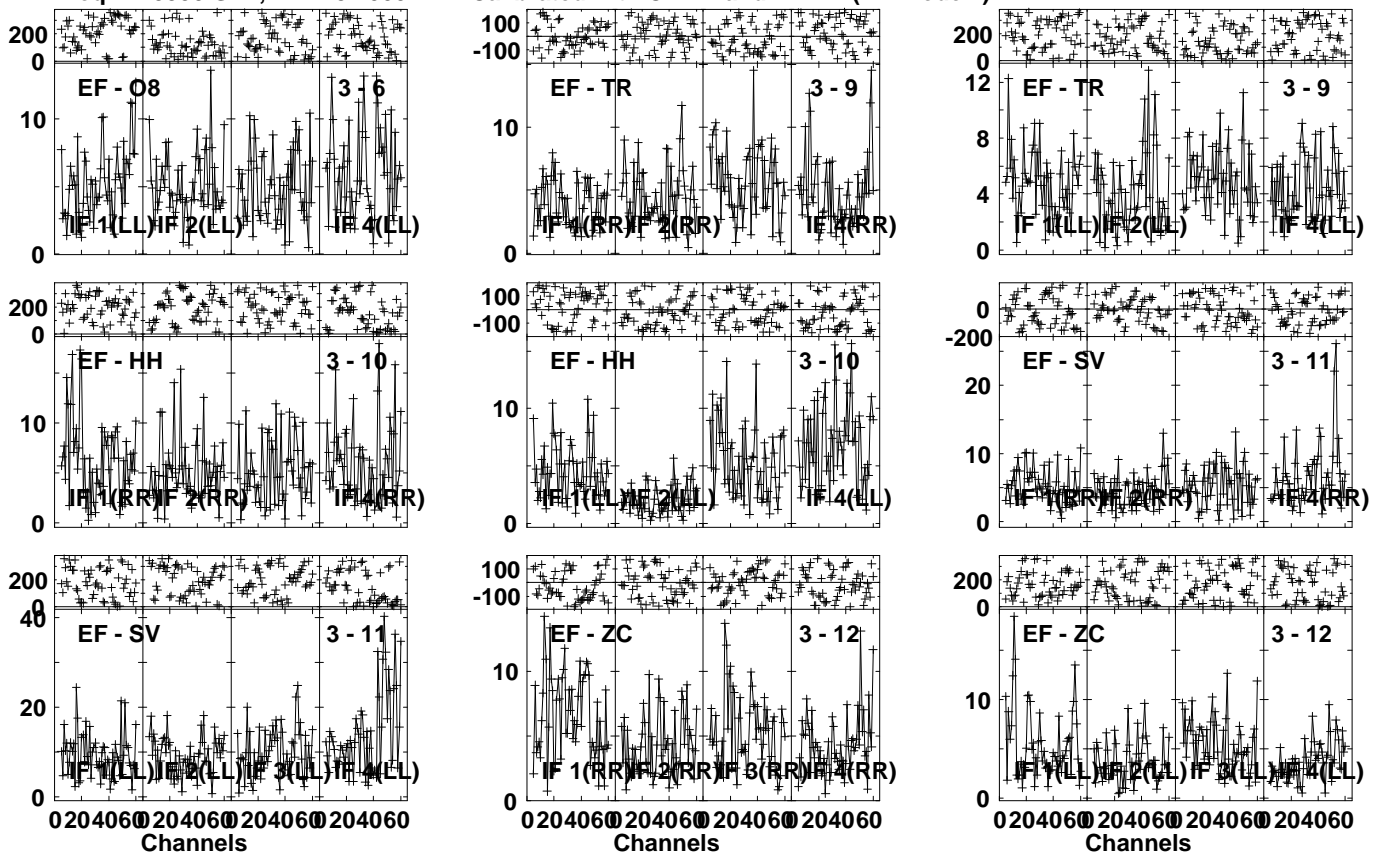 200
0
100
-100
200
0
EF - O8 3 - 6
EF - TR 3 - 9
EF - TR 3 - 9
10
0
10
0
12
8
4
0
IF 1(LL) IF 2(LL) IF 4(LL)
IF 1(RR) IF 2(RR) IF 4(RR)
IF 1(LL) IF 2(LL) IF 4(LL)
200
0
100
-100
0
-200
EF - HH 3 - 10
EF - HH 3 - 10
EF - SV 3 - 11
10
0
10
0
20
10
0
IF 1(RR) IF 2(RR) IF 4(RR)
IF 1(LL) IF 2(LL) IF 4(LL)
IF 1(RR) IF 2(RR) IF 4(RR)
200
0
100
-100
200
0
EF - SV 3 - 11
EF - ZC 3 - 12
EF - ZC 3 - 12
40
20
0
10
0
10
0
IF 1(LL) IF 2(LL) IF 3(LL) IF 4(LL)
IF 1(RR) IF 2(RR) IF 3(RR) IF 4(RR)
IF 1(LL) IF 2(LL) IF 3(LL) IF 4(LL)
0 20 40 60 0 20 40 60 0 20 40 60 0 20 40 60
0 20 40 60 0 20 40 60 0 20 40 60 0 20 40 60
0 20 40 60 0 20 40 60 0 20 40 60 0 20 40 60
Channels
Channels
Channels